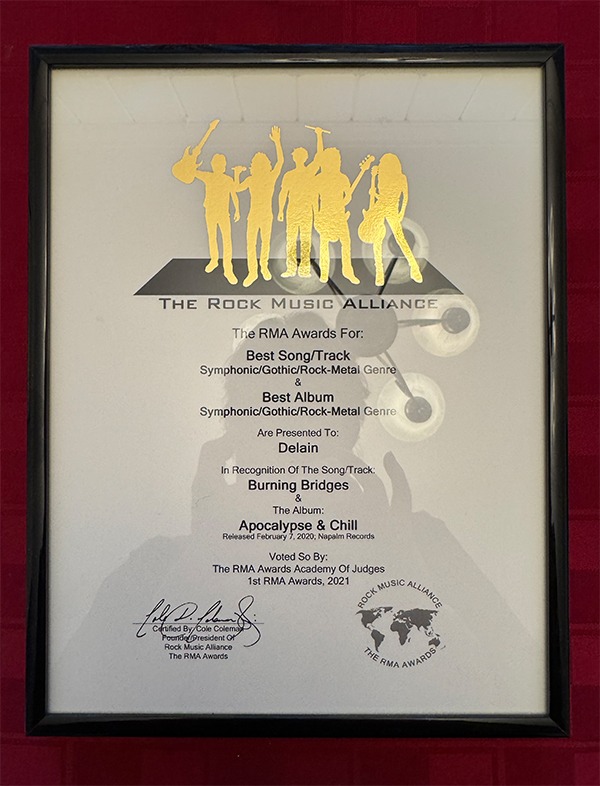 THE ROCK MUSIC ALLIANCE
The RMA Awards For:
Best Song/Track
Symphonic/Gothic/Rock-Metal Genre
&
Best Album
Symphonic/Gothic/Rock-Metal Genre
Are Presented To:
Delain
In Recognition Of The Song/Track:
Burning Bridges
&
The Album:
Apocalypse & Chill
Released February 7, 2020; Napalm Records
Voted So By:
The RMA Awards Academy Of Judges
1st RMA Awards, 2021
Certified By: Cole Coleman
Founder/President Of
Rock Music Alliance
The RMA Awards
ROCK MUSIC ALLIANCE
THE RMA AWARDS